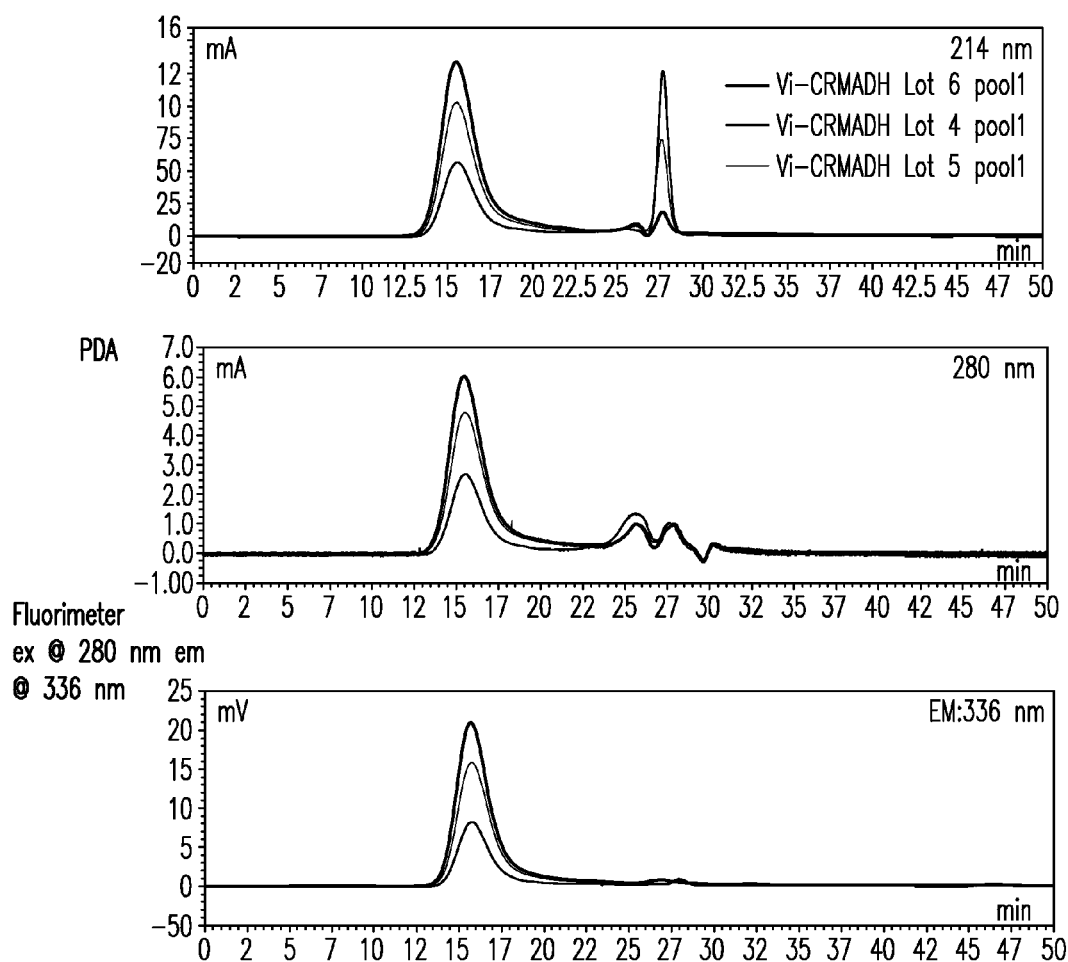 16
mA
214 nm
12
10
75
50
25
0
-20
Vi-CRMADH Lot 6 pool1
Vi-CRMADH Lot 4 pool1
Vi-CRMADH Lot 5 pool1
min
0 2 5 7 10 12.5 15 17 20 22.5 25 27 30 32.5 35 37 40 42.5 45 47 50
PDA
7.0
mA
280 nm
6.0
5.0
4.0
3.0
2.0
1.0
0.0
-1.00
min
0 2 5 7 10 12 15 17 20 22 25 27 30 32 35 37 40 42 45 47 50
Fluorimeter
ex @ 280 nm em
@ 336 nm
25
mV
EM:336 nm
20
15
10
5
0
-50
min
0 2 5 7 10 12 15 17 20 22 25 27 30 32 35 37 40 42 45 47 50